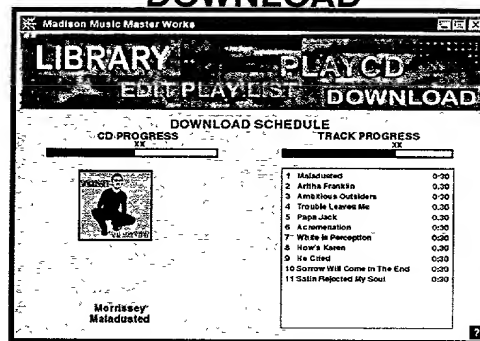 DOWNLOAD
Madison Music Master Works
LIBRARY
PLAYCD
EDIT PLAYLIST
DOWNLOAD
DOWNLOAD SCHEDULE
CD PROGRESS
XX
TRACK PROGRESS
XX
1 Maladusted 0:30
2 Aritha Franklin 0:30
3 Ambitious Outsiders 0:30
4 Trouble Leaves Me 0:30
5 Papa Jack 0:30
6 Acremenation 0:30
7 White is Perception 0:30
8 How's Karen 0:30
9 He Cried 0:30
10 Sorrow Will Come In The End 0:30
11 Satin Rejected My Soul 0:30
Morrissey
Maladusted
?